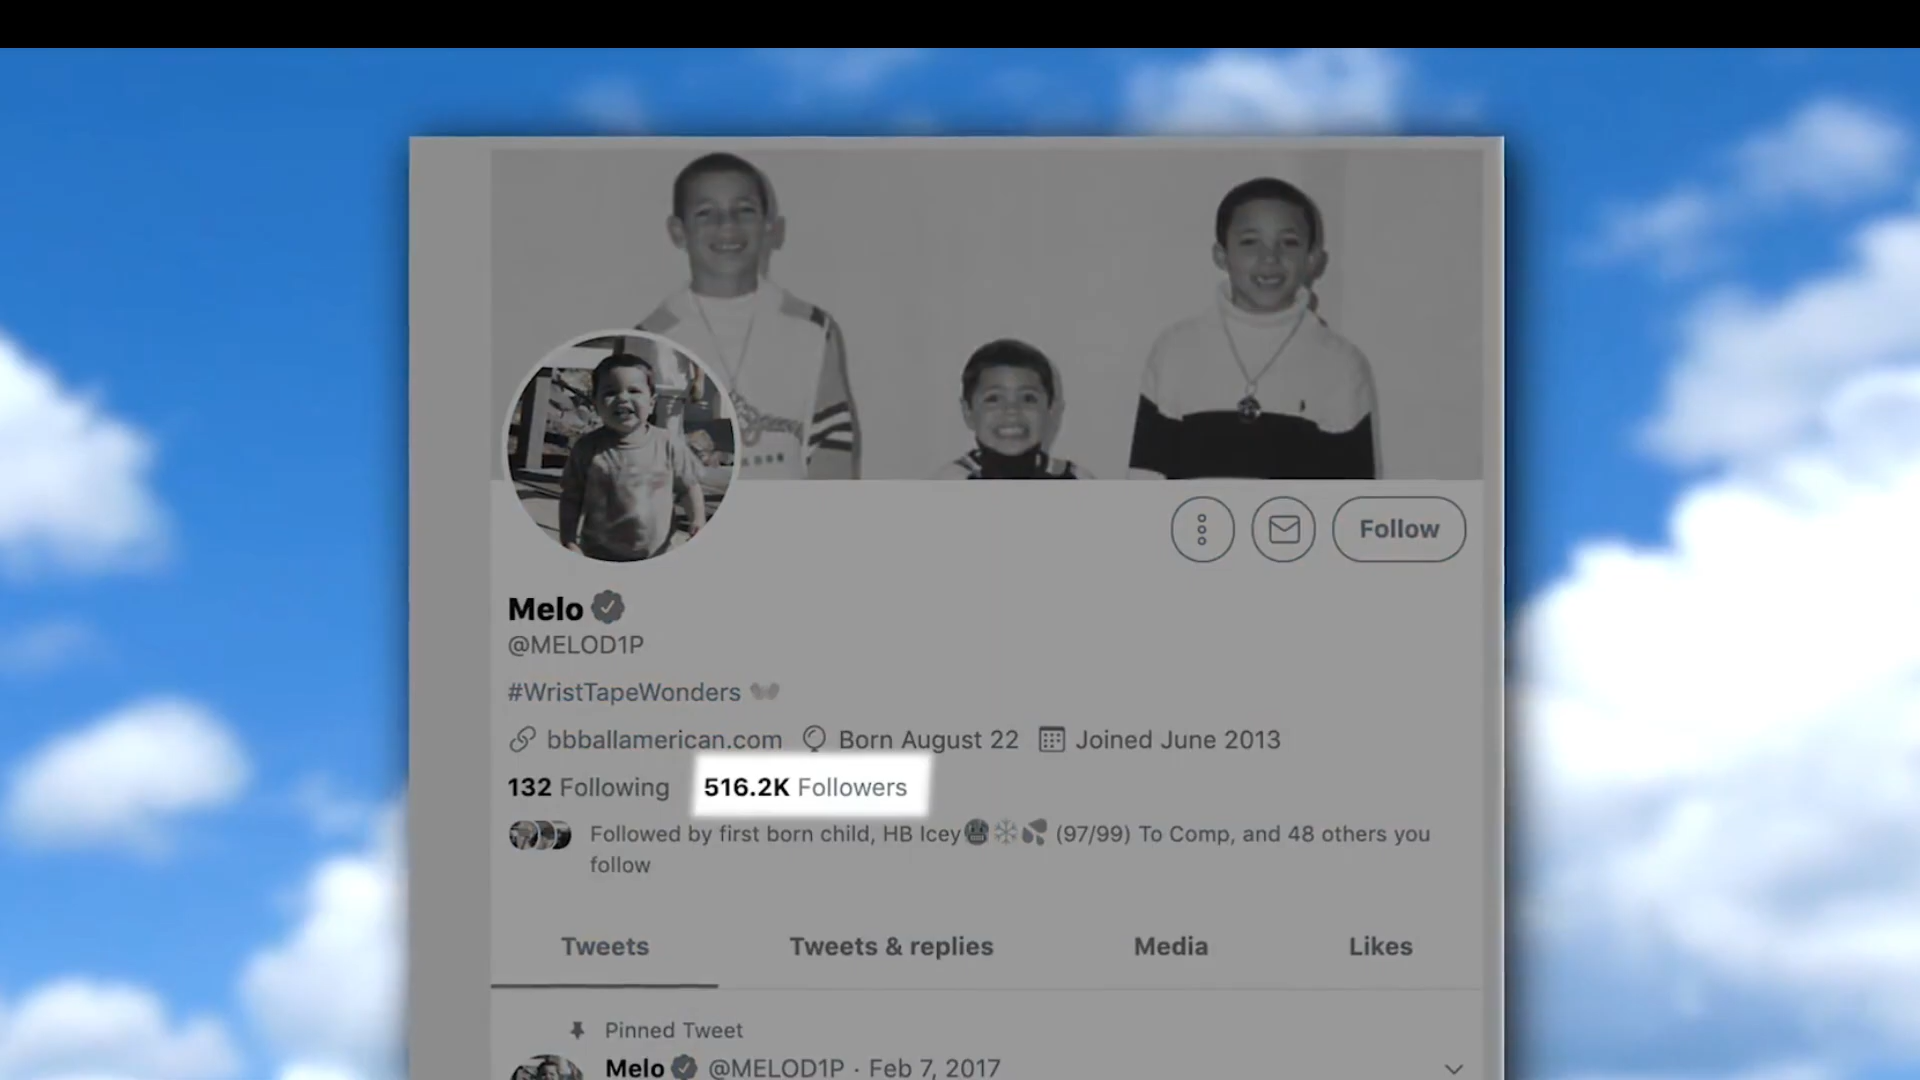 Follow
Melo
@MELOD1P
#WristTapeWonders
bbballamerican.com Born August 22 Joined June 2013
132 Following 516.2K Followers
Followed by first born child, HB Icey🥶❄️💦 (97/99) To Comp, and 48 others you
follow
Tweets Tweets & replies Media Likes
Pinned Tweet
Melo @MELOD1P · Feb 7, 2017